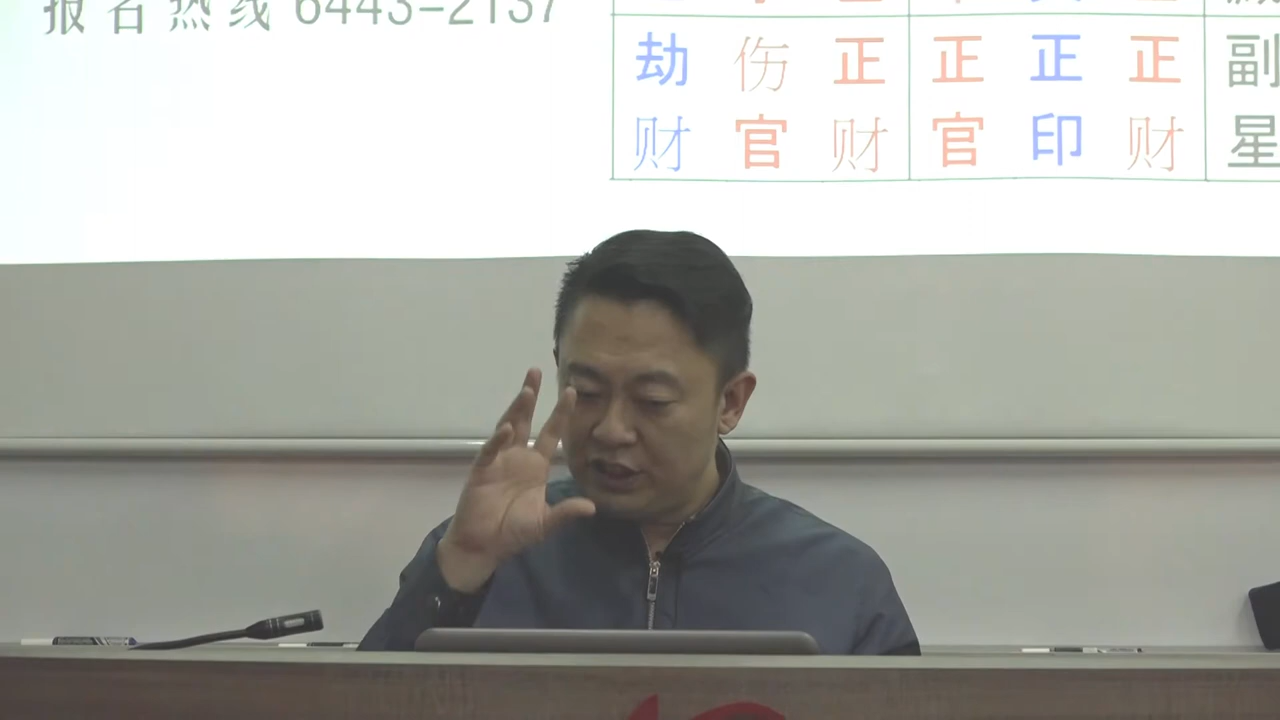 报名热线 6443-2137
劫 伤 正 正 正 正 副
财 官 财 官 印 财 星